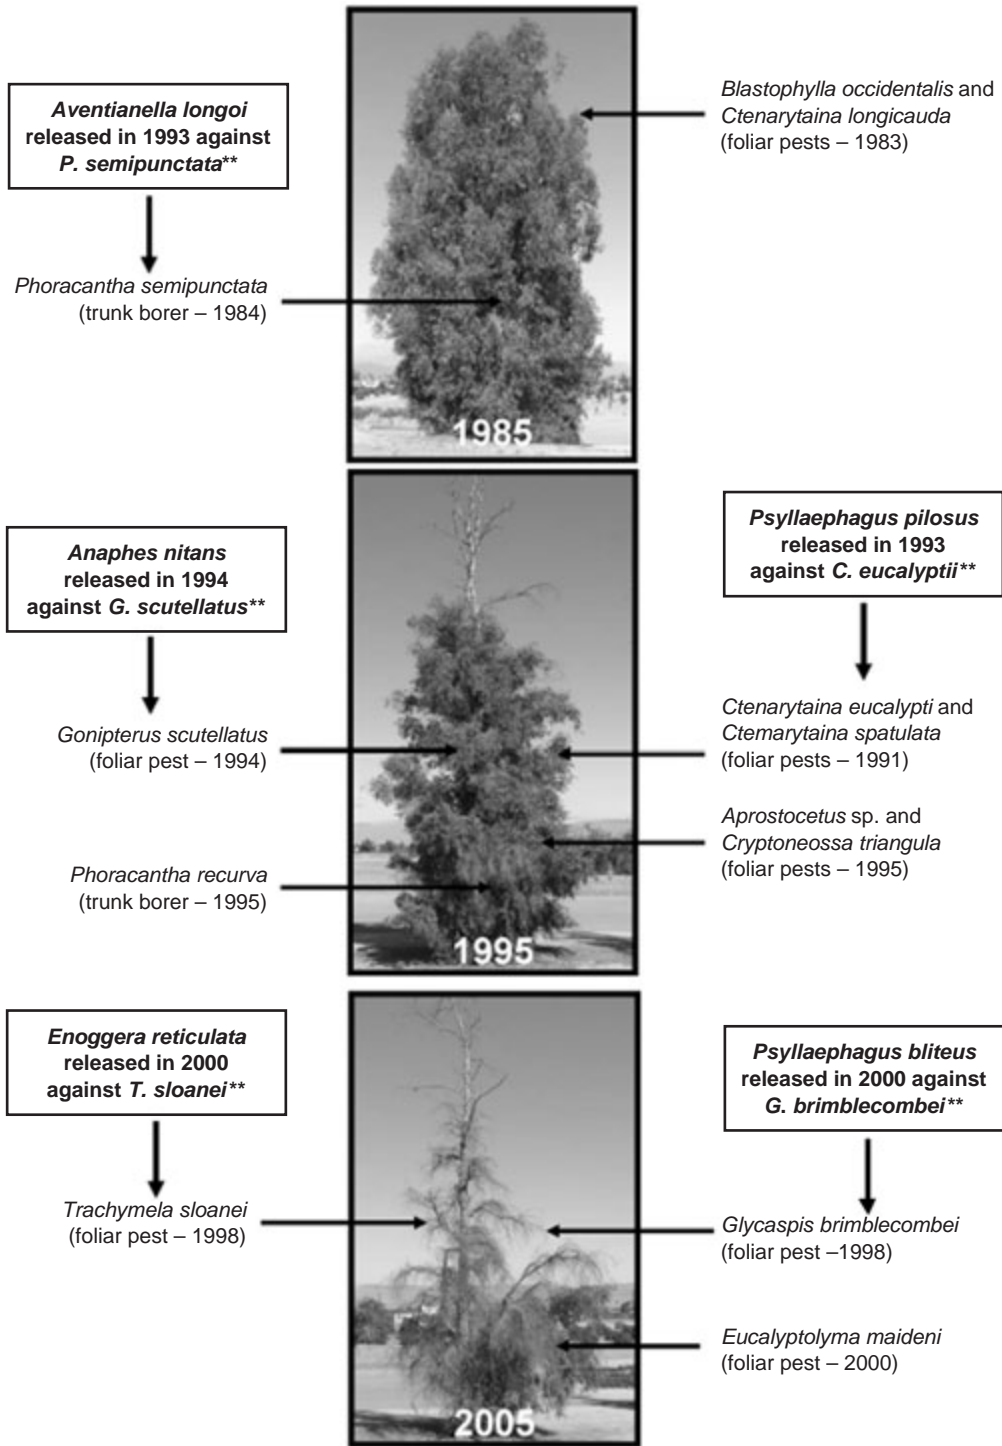 Aventianella longoi
released in 1993 against
P. semipunctata**
Phoracantha semipunctata
(trunk borer – 1984)
Blastophylla occidentalis and
Ctenarytaina longicauda
(foliar pests – 1983)
1985
Anaphes nitans
released in 1994
against G. scutellatus**
Gonipterus scutellatus
(foliar pest – 1994)
Phoracantha recurva
(trunk borer – 1995)
Psyllaephagus pilosus
released in 1993
against C. eucalyptii**
Ctenarytaina eucalypti and
Ctemarytaina spatulata
(foliar pests – 1991)
Aprostocetus sp. and
Cryptoneossa triangula
(foliar pests – 1995)
1995
Enoggera reticulata
released in 2000
against T. sloanei**
Trachymela sloanei
(foliar pest – 1998)
Psyllaephagus bliteus
released in 2000 against
G. brimblecombei**
Glycaspis brimblecombei
(foliar pest –1998)
Eucalyptolyma maideni
(foliar pest – 2000)
2005